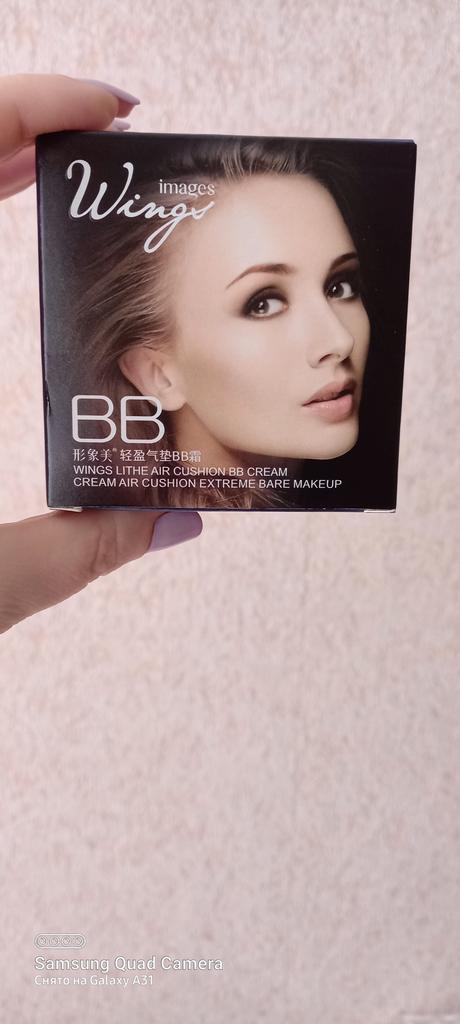 images
Wings
BB
形象美® 轻盈气垫BB霜
WINGS LITHE AIR CUSHION BB CREAM
CREAM AIR CUSHION EXTREME BARE MAKEUP
Samsung Quad Camera
Снято на Galaxy A31